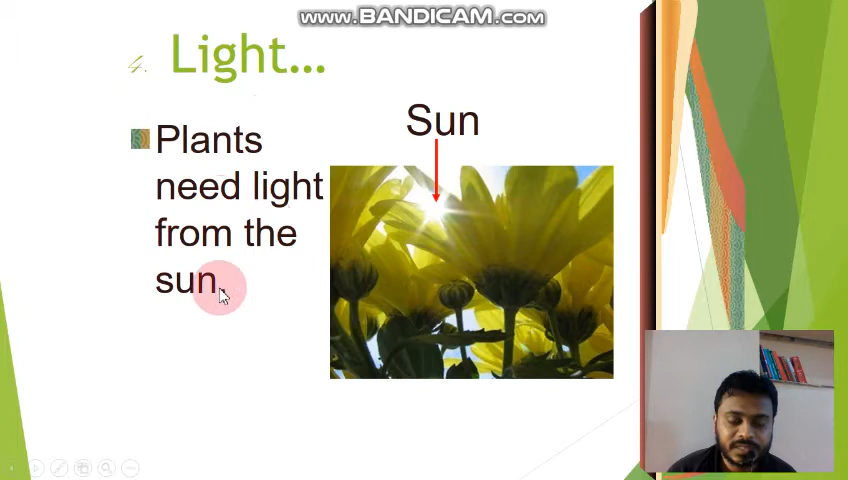 www.BANDICAM.com
4. Light...
Sun
Plants
need light
from the
sun.